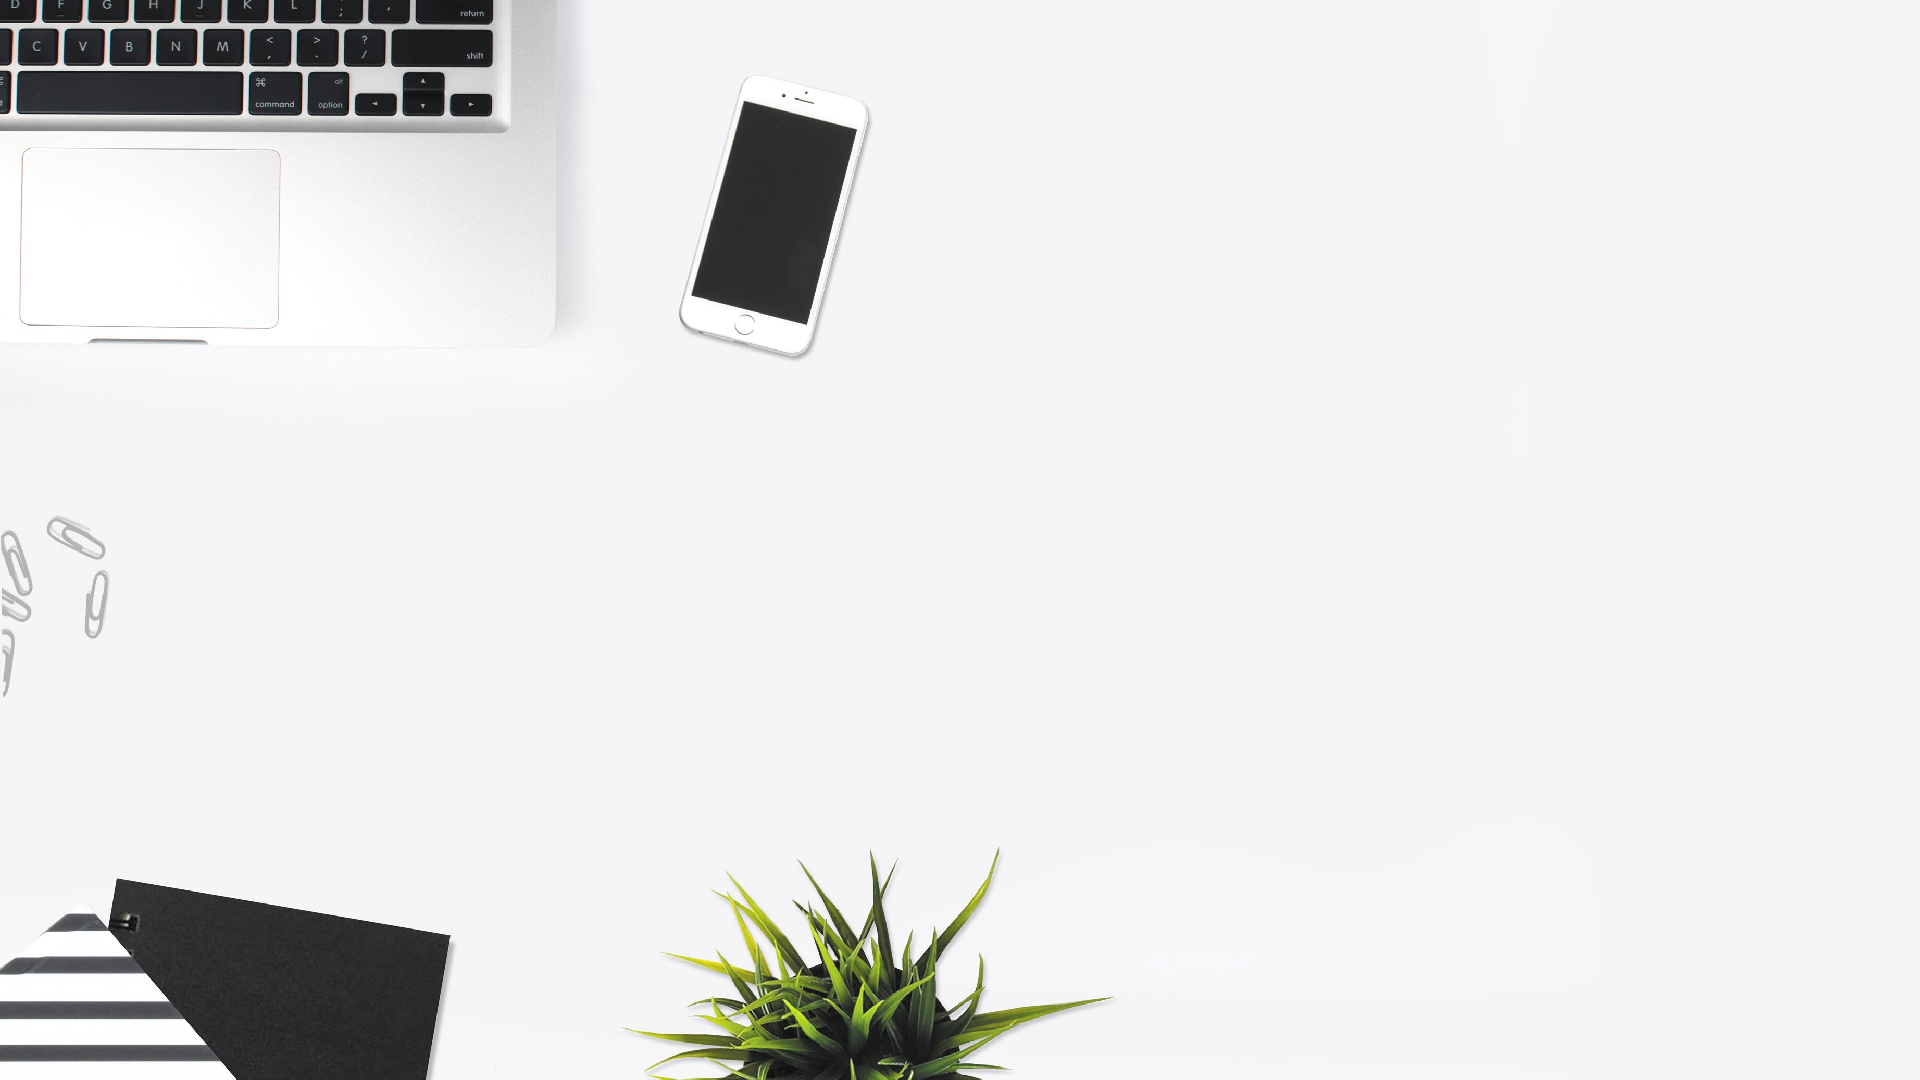 D F G H J K L ; , return
C V B N M < , > . ? / shift
⌘ command alt option